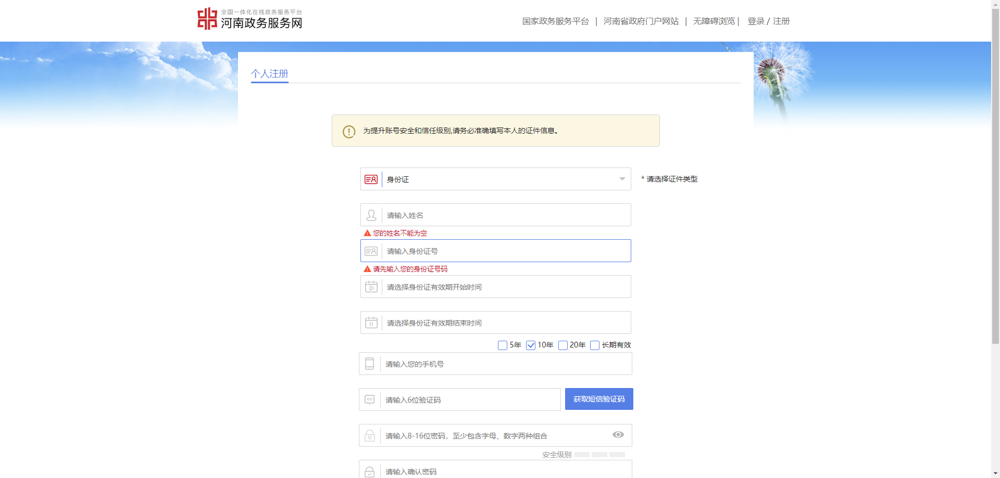 全国一体化在线政务服务平台
河南政务服务网
国家政务服务平台 | 河南省政府门户网站 | 无障碍浏览 | 登录 / 注册
个人注册
为提升账号安全和信任级别,请务必准确填写本人的证件信息。
身份证
* 请选择证件类型
请输入姓名
您的姓名不能为空
请输入身份证号
请先输入您的身份证号码
请选择身份证有效期开始时间
请选择身份证有效期结束时间
5年 10年 20年 长期有效
请输入您的手机号
请输入6位验证码
获取短信验证码
请输入8-16位密码，至少包含字母、数字两种组合
安全级别
请输入确认密码